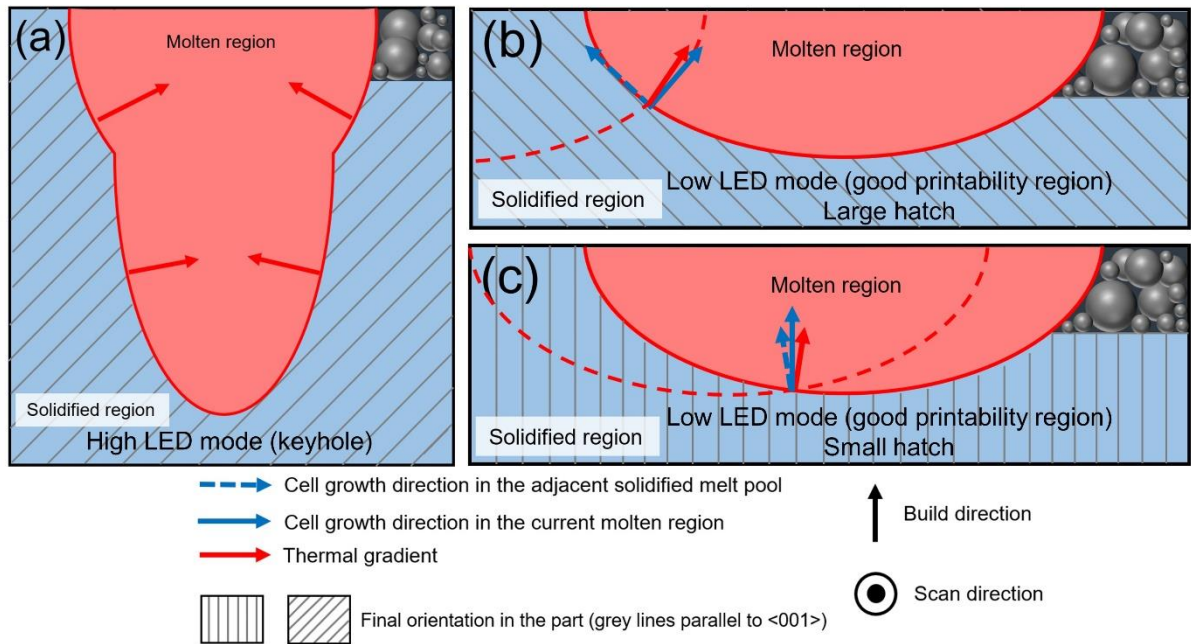 (a)
Molten region
Solidified region
High LED mode (keyhole)
(b)
Molten region
Solidified region
Low LED mode (good printability region)
Large hatch
(c)
Molten region
Solidified region
Low LED mode (good printability region)
Small hatch
Cell growth direction in the adjacent solidified melt pool
Cell growth direction in the current molten region
Thermal gradient
Final orientation in the part (grey lines parallel to <001>)
Build direction
Scan direction